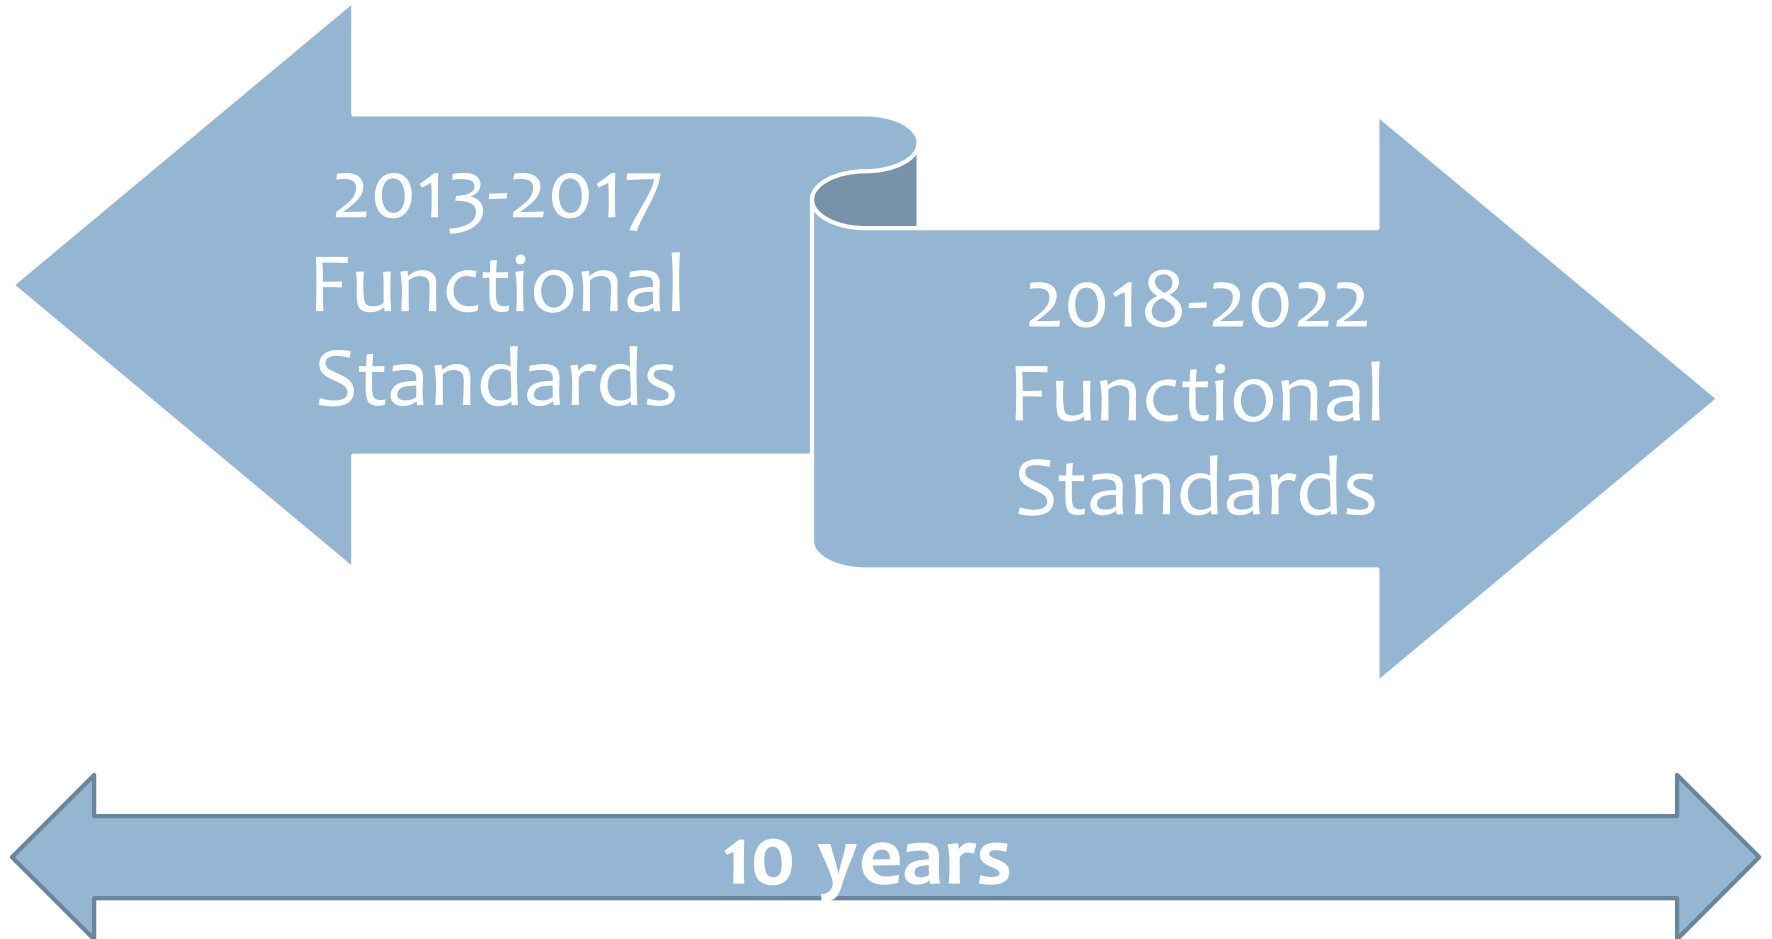 2013-2017
Functional
Standards
2018-2022
Functional
Standards
10 years